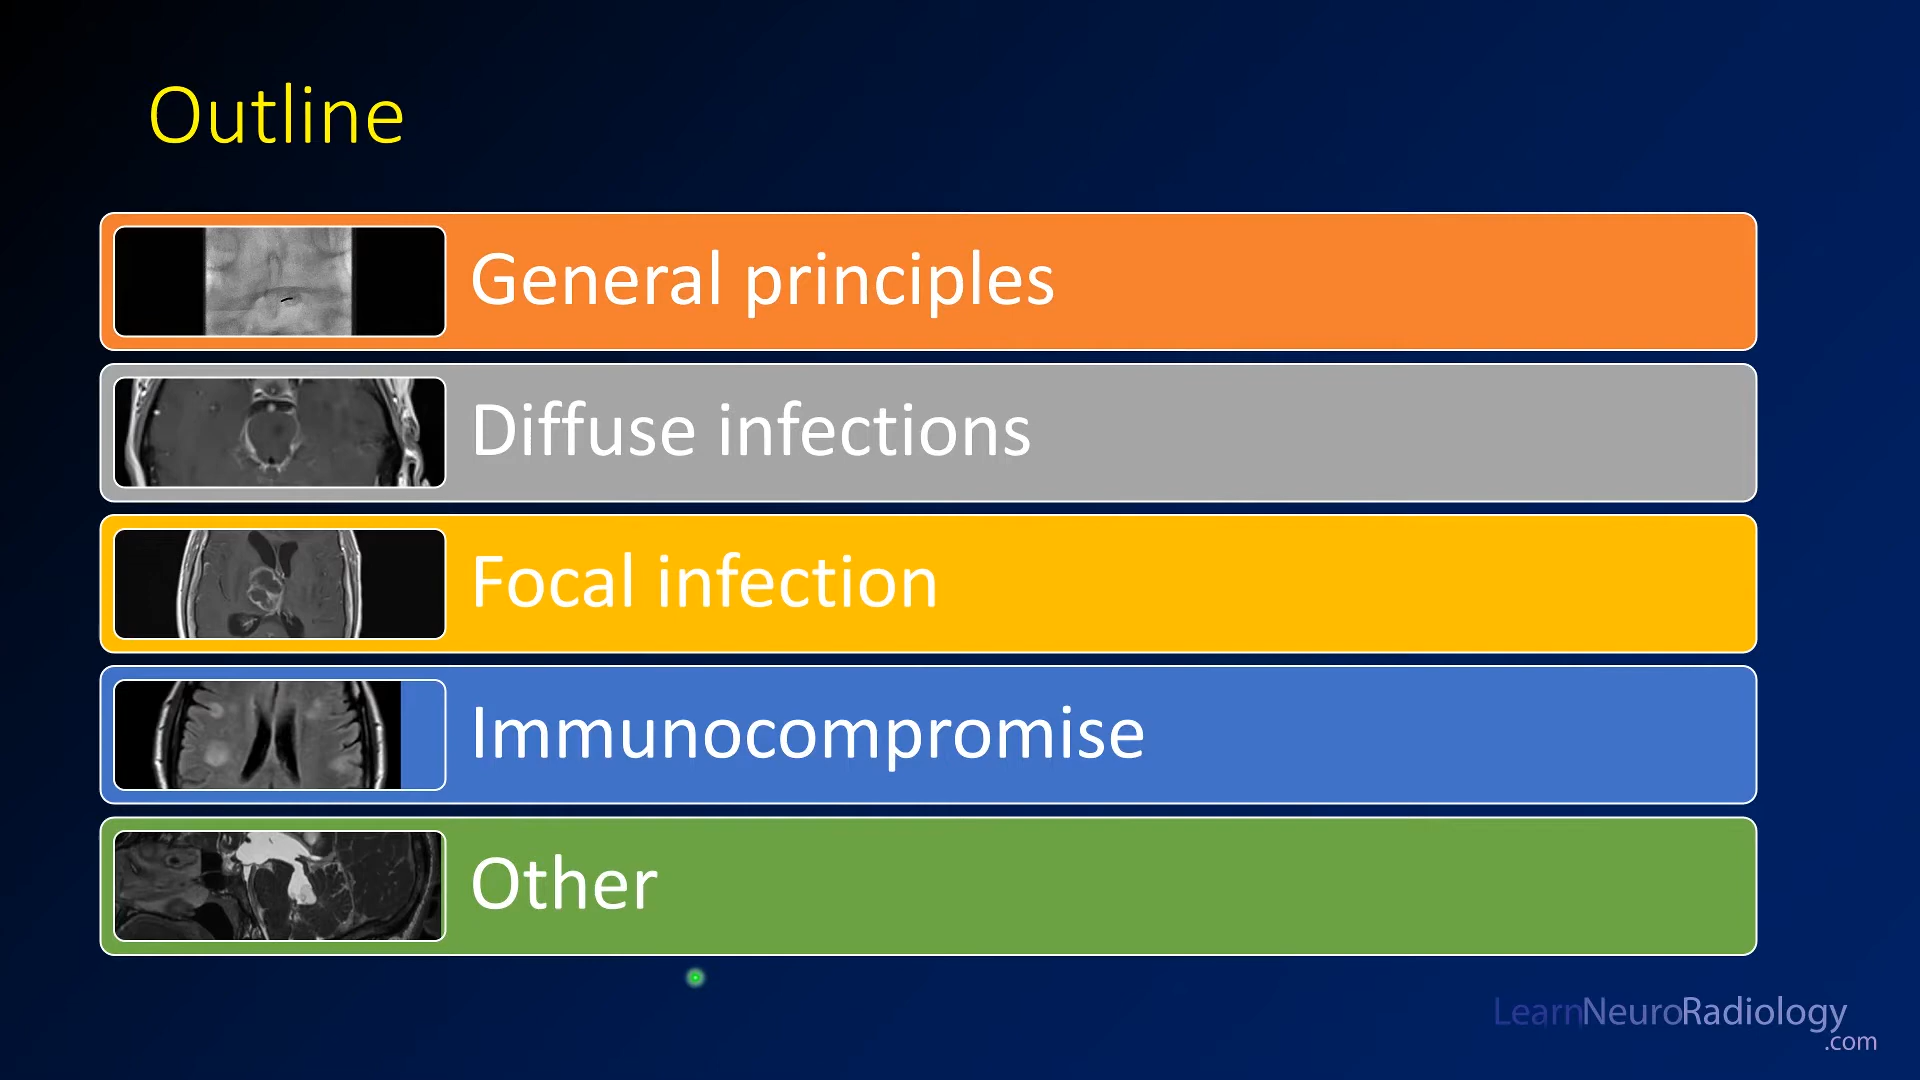 Outline
General principles
Diffuse infections
Focal infection
Immunocompromise
Other
LearnNeuroRadiology
.com